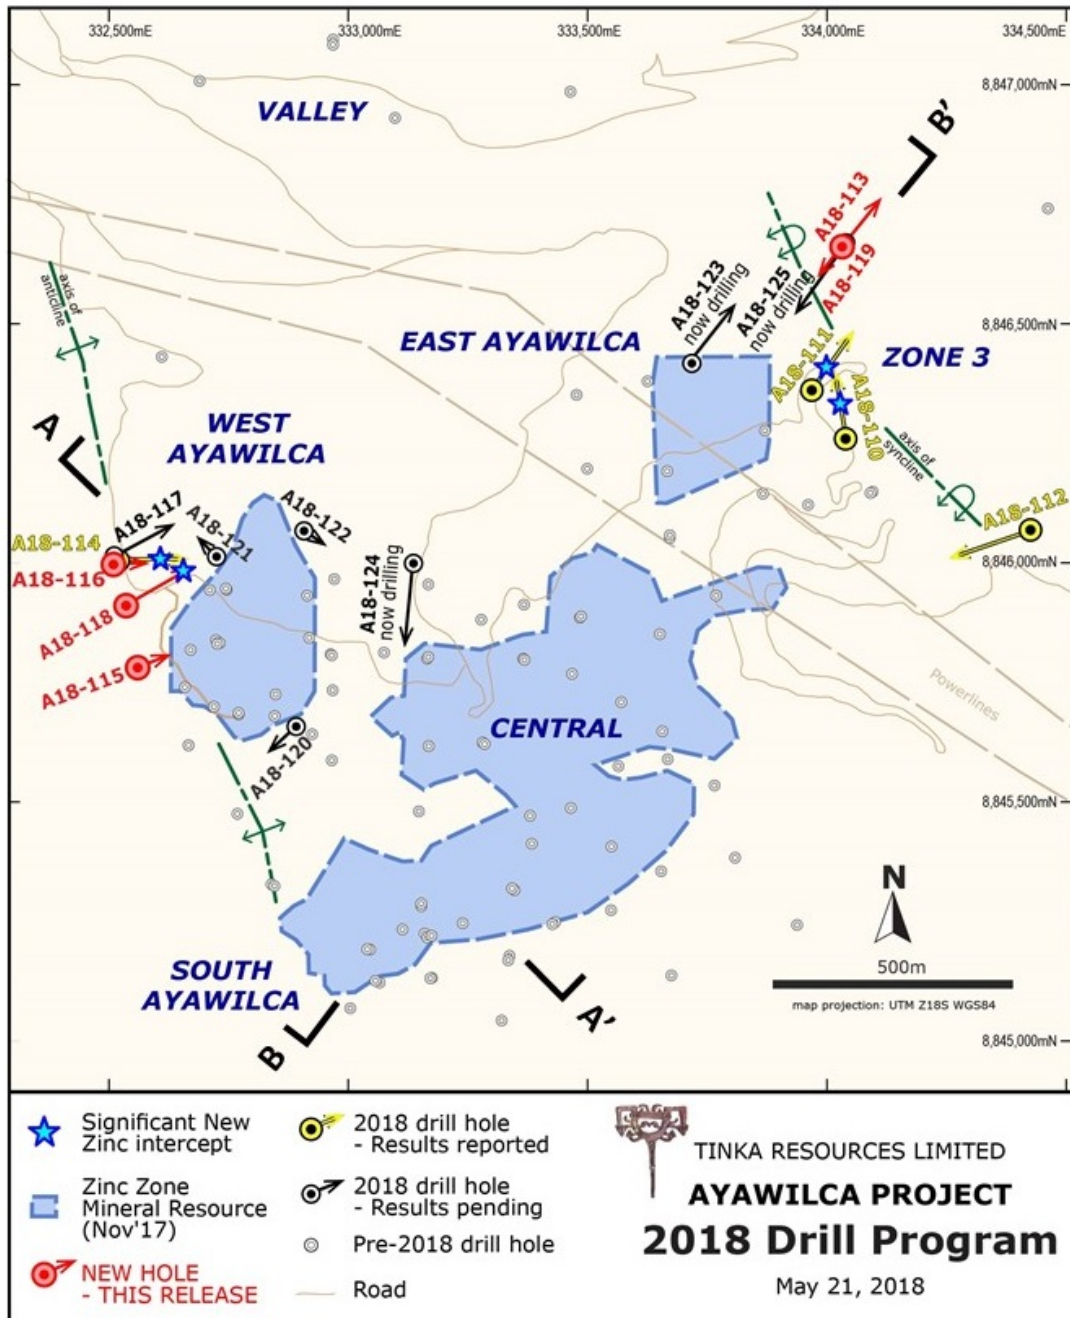 332,500mE
333,000mE
333,500mE
334,000mE
334,500mE
8,847,000mN
VALLEY
B'
A18-113
A18-119
A18-123
now drilling
A18-125
now drilling
axis of
anticline
8,846,500mN
EAST AYAWILCA
A18-111
ZONE 3
A18-110
A
WEST
AYAWILCA
axis of
syncline
A18-112
A18-117
A18-121
A18-122
A18-114
A18-116
8,846,000mN
A18-124
now drilling
A18-118
A18-115
Powerlines
CENTRAL
A18-120
8,845,500mN
N
SOUTH
AYAWILCA
500m
map projection: UTM Z18S WGS84
A'
B
8,845,000mN
Significant New
Zinc intercept
Zinc Zone
Mineral Resource
(Nov'17)
NEW HOLE
- THIS RELEASE
2018 drill hole
- Results reported
2018 drill hole
- Results pending
Pre-2018 drill hole
Road
TINKA RESOURCES LIMITED
AYAWILCA PROJECT
2018 Drill Program
May 21, 2018